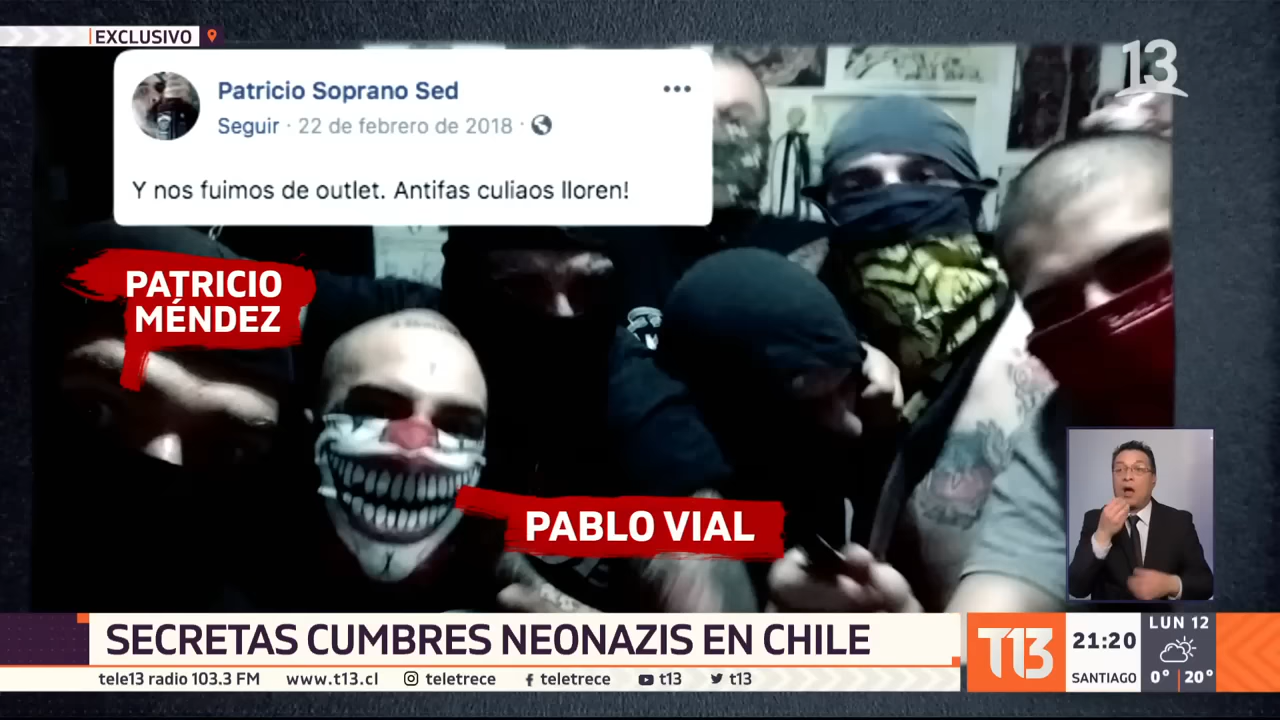 EXCLUSIVO
13
Patricio Soprano Sed
Seguir · 22 de febrero de 2018 ·
Y nos fuimos de outlet. Antifas culiaos lloren!
PATRICIO
MÉNDEZ
PABLO VIAL
SECRETAS CUMBRES NEONAZIS EN CHILE
T13
21:20
SANTIAGO
LUN 12
0° 20°
tele13 radio 103.3 FM www.t13.cl teletrece teletrece t13 t13